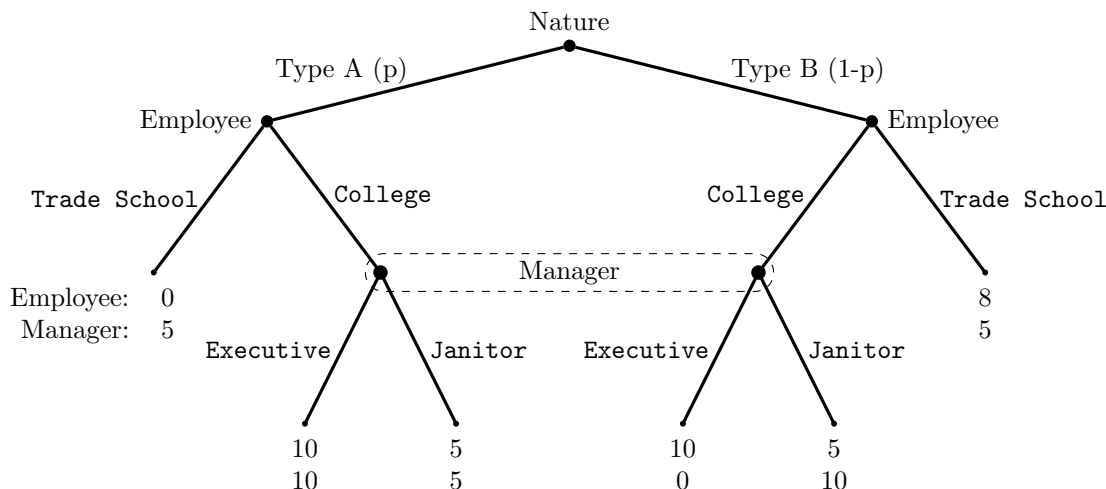 Nature
Type A (p) Type B (1-p)
Employee Employee
Trade School College College Trade School
Manager
Employee: 0 8
Manager: 5 5
Executive Janitor Executive Janitor
10 5 10 5
10 5 0 10